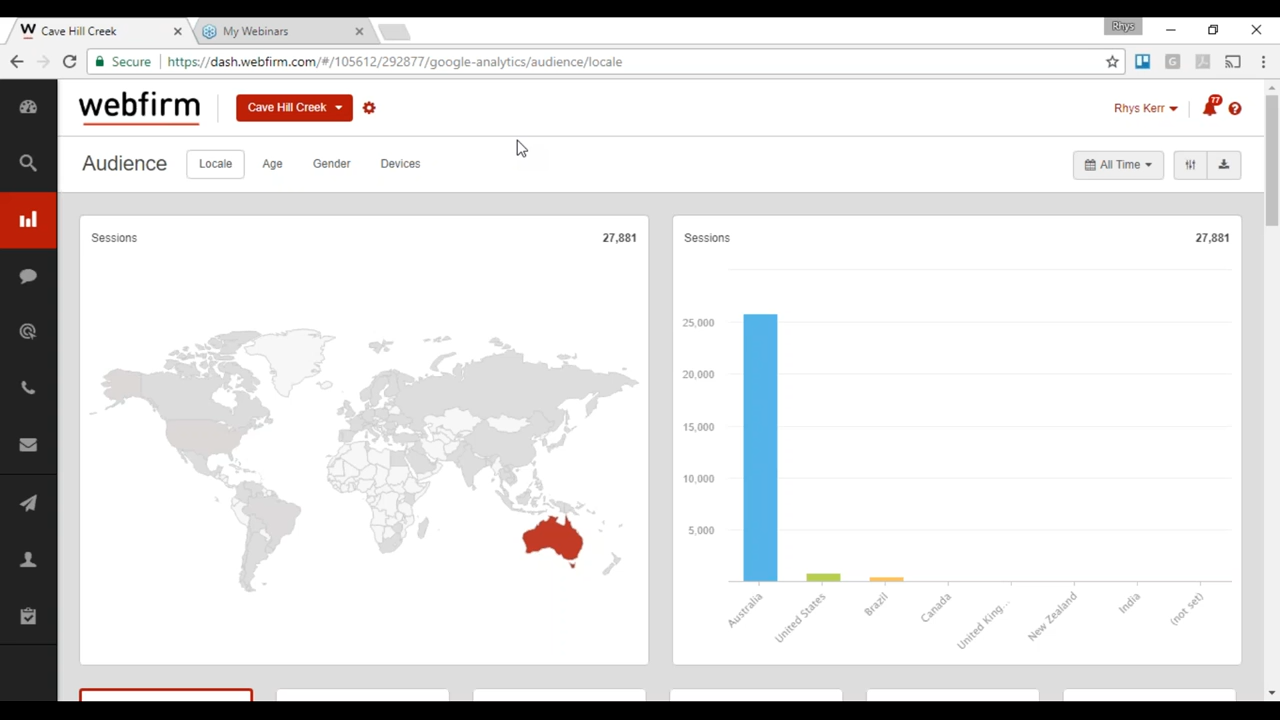 Cave Hill Creek
My Webinars
Rhys
Secure https://dash.webfirm.com/#/105612/292877/google-analytics/audience/locale
webfirm
Cave Hill Creek
Rhys Kerr
77
Audience
Locale
Age
Gender
Devices
All Time
Sessions
27,881
Sessions
27,881
25,000
20,000
15,000
10,000
5,000
Australia
United States
Brazil
Canada
United King...
New Zealand
India
(not set)